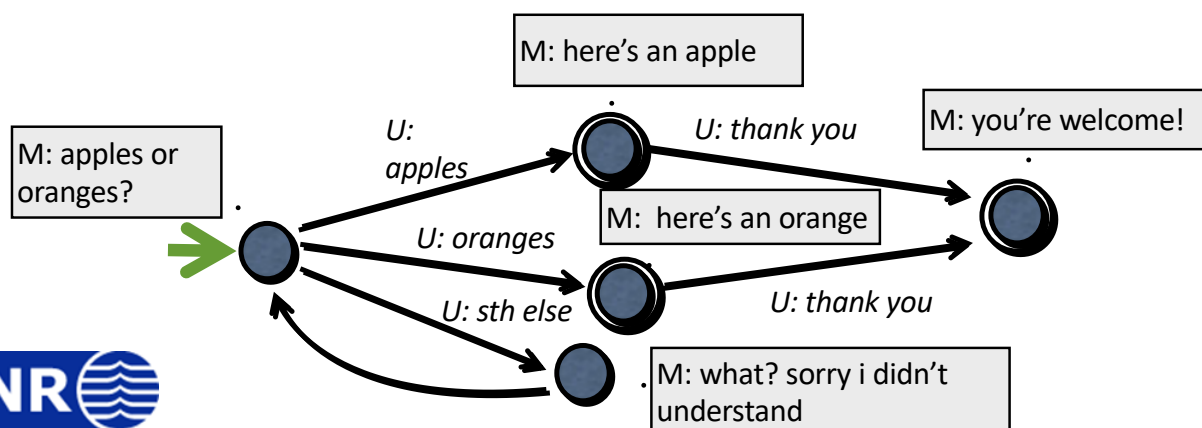 M: here's an apple
U:
apples
U: thank you
M: you're welcome!
M: apples or
oranges?
M:  here's an orange
U: oranges
U: thank you
U: sth else
M: what? sorry i didn't
understand
NR